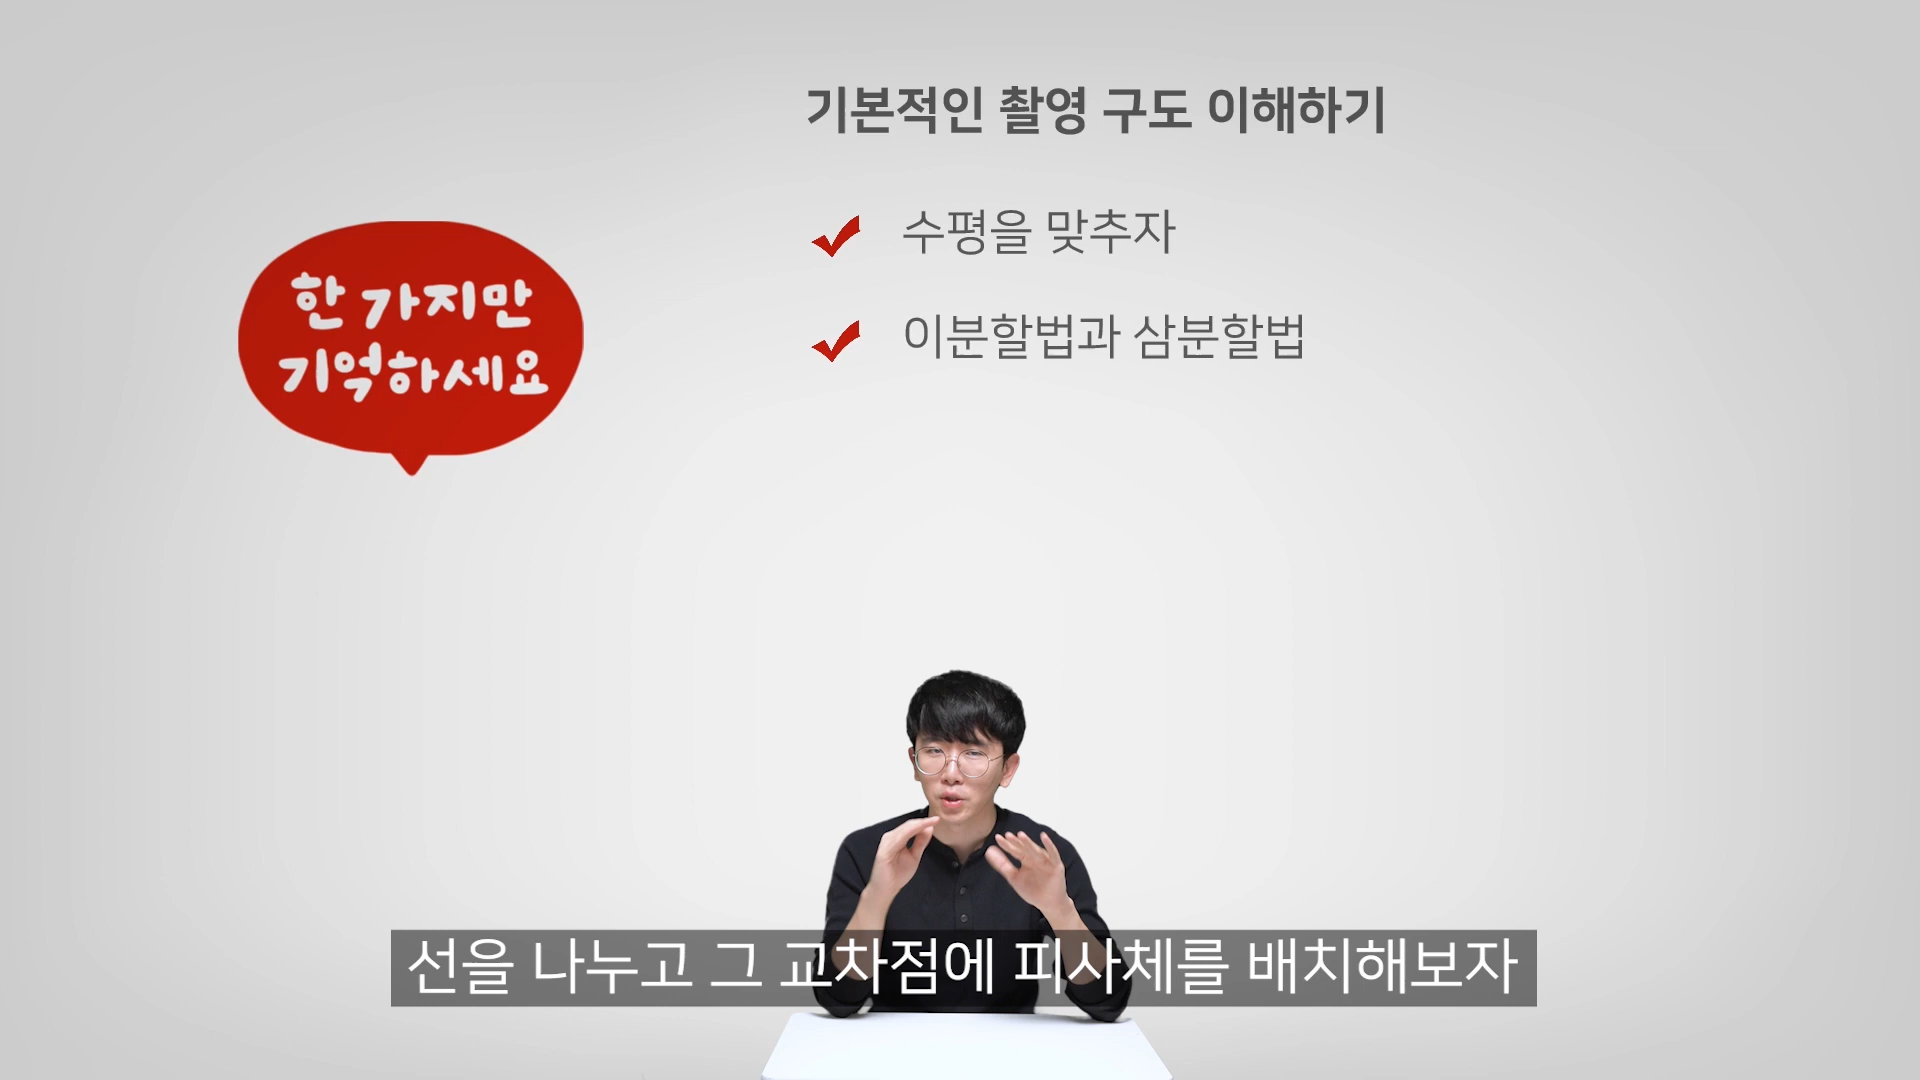 기본적인 촬영 구도 이해하기
수평을 맞추자
이분할법과 삼분할법
한 가지만
기억하세요
선을 나누고 그 교차점에 피사체를 배치해보자